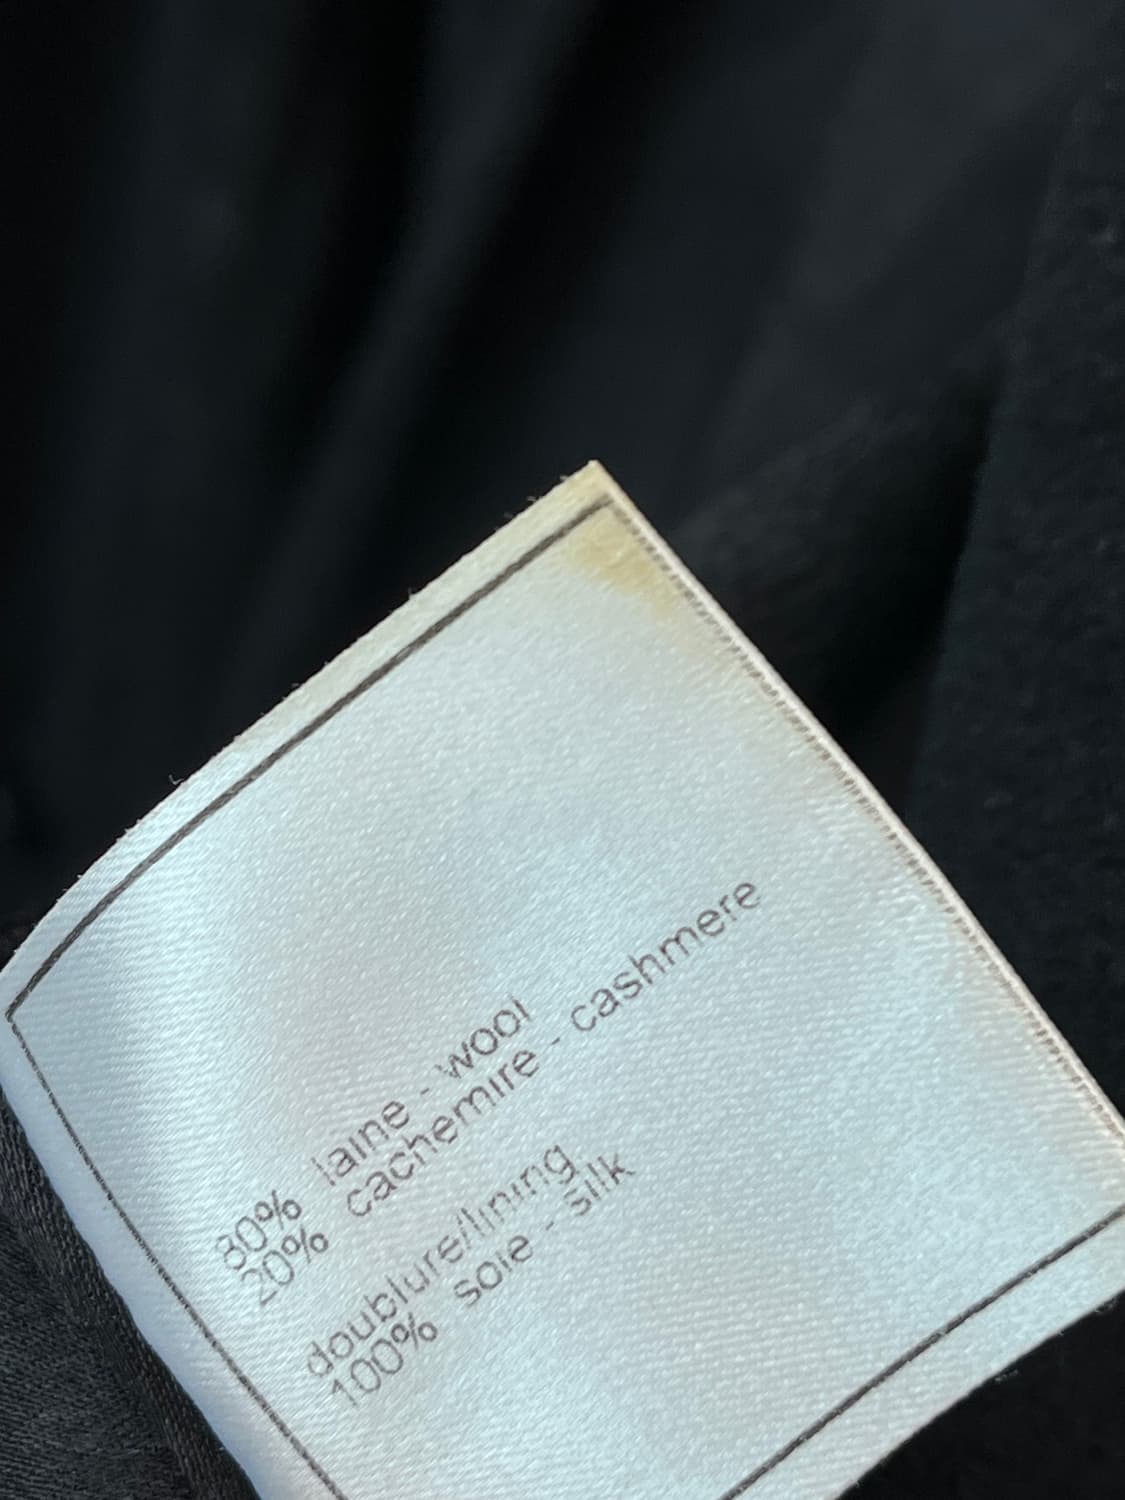 80% laine - wool
20% cachemire - cashmere
doublure/lining
100% soie - silk